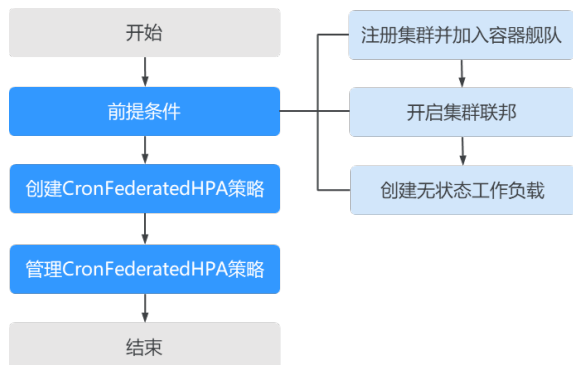 开始
前提条件
创建CronFederatedHPA策略
管理CronFederatedHPA策略
结束
注册集群并加入容器舰队
开启集群联邦
创建无状态工作负载